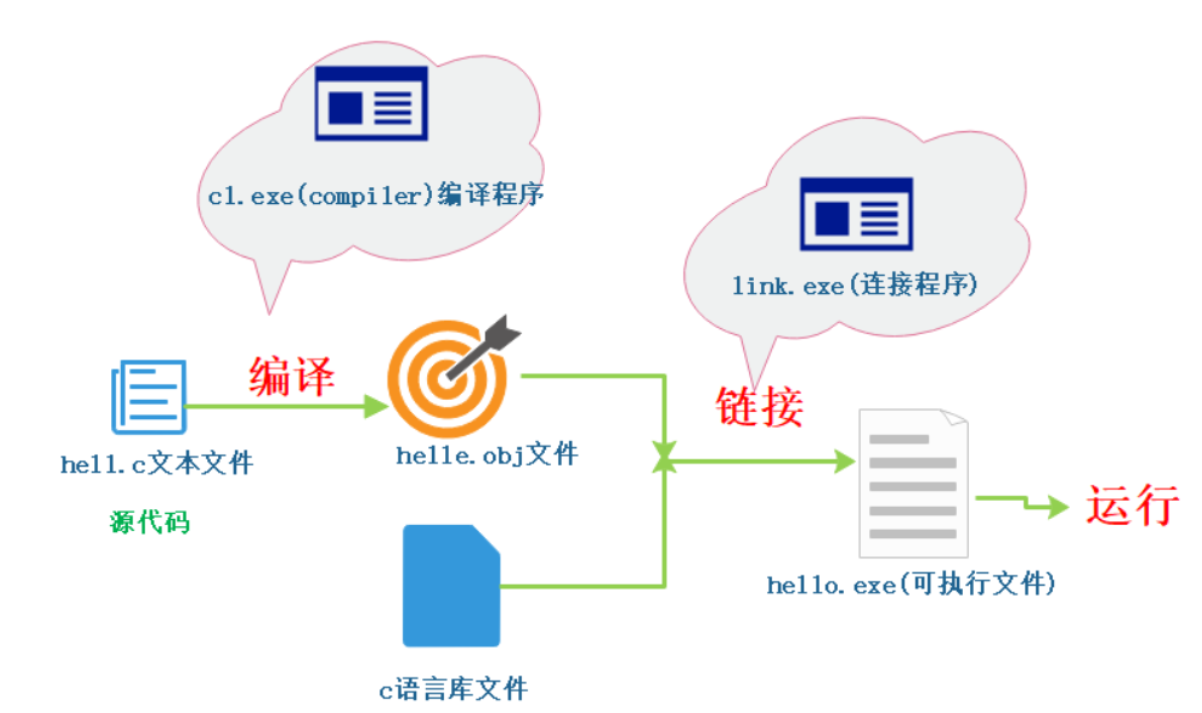 cl.exe(compiler)编译程序
link.exe(连接程序)
编译
链接
hell.c文本文件
helle.obj文件
源代码
运行
hello.exe(可执行文件)
c语言库文件